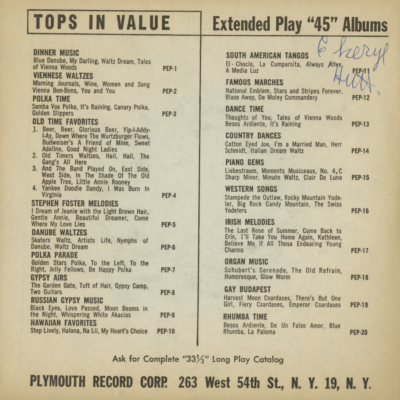 TOPS IN VALUE
Extended Play "45" Albums
DINNER MUSIC
Blue Danube, My Darling, Waltz Dream, Tales
of Vienna Woods PEP-1
VIENNESE WALTZES
Morning Journals, Wine, Women and Song
Vienna Bon-Bons, You and You PEP-2
POLKA TIME
Samba Vox Polka, It's Raining, Canary Polka,
Golden Slippers PEP-3
OLD TIME FAVORITES
1. Beer, Beer, Glorious Beer, Yip-I-Addy-
I-Ay, Down Where The Wurtzburger Flows,
Budweiser's A Friend of Mine, Sweet
Adeline, Good Night Ladies
2. Old Timers Waltzes, Hail, Hail, The
Gang's All Here
3. And The Band Played On, East Side,
West Side, In The Shade Of The Old
Apple Tree, Little Annie Rooney
4. Yankee Doodle Dandy, I Was Born In
Virginia PEP-4
STEPHEN FOSTER MELODIES
I Dream of Jeanie with the Light Brown Hair,
Gentle Annie, Beautiful Dreamer, Come
Where My Love Lies PEP-5
DANUBE WALTZES
Skaters Waltz, Artists Life, Nymphs of
Danube, Waltz Dream PEP-6
POLKA PARADE
Golden Stars Polka, To the Left, To the
Right, Jolly Fellows, Be Happy Polka PEP-7
GYPSY AIRS
The Garden Gate, Tuft of Hair, Gypsy Camp,
Two Guitars PEP-8
RUSSIAN GYPSY MUSIC
Black Eyes, Love Passed, Moon Beams in
the Night, Whispering White Akacias PEP-9
HAWAIIAN FAVORITES
Step Lively, Halona, Na Lii, My Heart's Choice PEP-10
SOUTH AMERICAN TANGOS
El-Choclo, La Cumparsita, Always After,
A Media Luz PEP-11
Cheryl
Hutt.
FAMOUS MARCHES
National Emblem, Stars and Stripes Forever,
Blaze Away, De Moley Commandery PEP-12
DANCE TIME
Thoughts of You, Tales of Vienna Woods
Besos Ardiente, It's Raining PEP-13
COUNTRY DANCES
Cotton Eyed Joe, I'm a Married Man, Herr
Schmidt, Italian Dream Waltz PEP-14
PIANO GEMS
Liebestraum, Moments Musicaux, No. 4, C
Sharp Minor, Minute Waltz, Clair De Lune PEP-15
WESTERN SONGS
Stampede the Outlaw, Rocky Mountain Yode-
ler, Big Rock Candy Mountain, The Swiss
Yodelers PEP-16
IRISH MELODIES
The Last Rose of Summer, Come Back to
Erin, I'll Take You Home Again, Kathleen,
Believe Me If All Those Endearing Young
Charms PEP-17
ORGAN MUSIC
Schubert's Serenade, The Old Refrain,
Humoresque, Glow Worm PEP-18
GAY BUDAPEST
Harvest Moon Csardases, There's But One
Girl, Fiery Csardases, Emperor Csardases PEP-19
RHUMBA TIME
Besos Ardiente, De Un Falso Amor, Blue
Rhumba, La Paloma PEP-20
Ask for Complete "33⅓" Long Play Catalog
PLYMOUTH RECORD CORP. 263 West 54th St., N. Y. 19, N. Y.